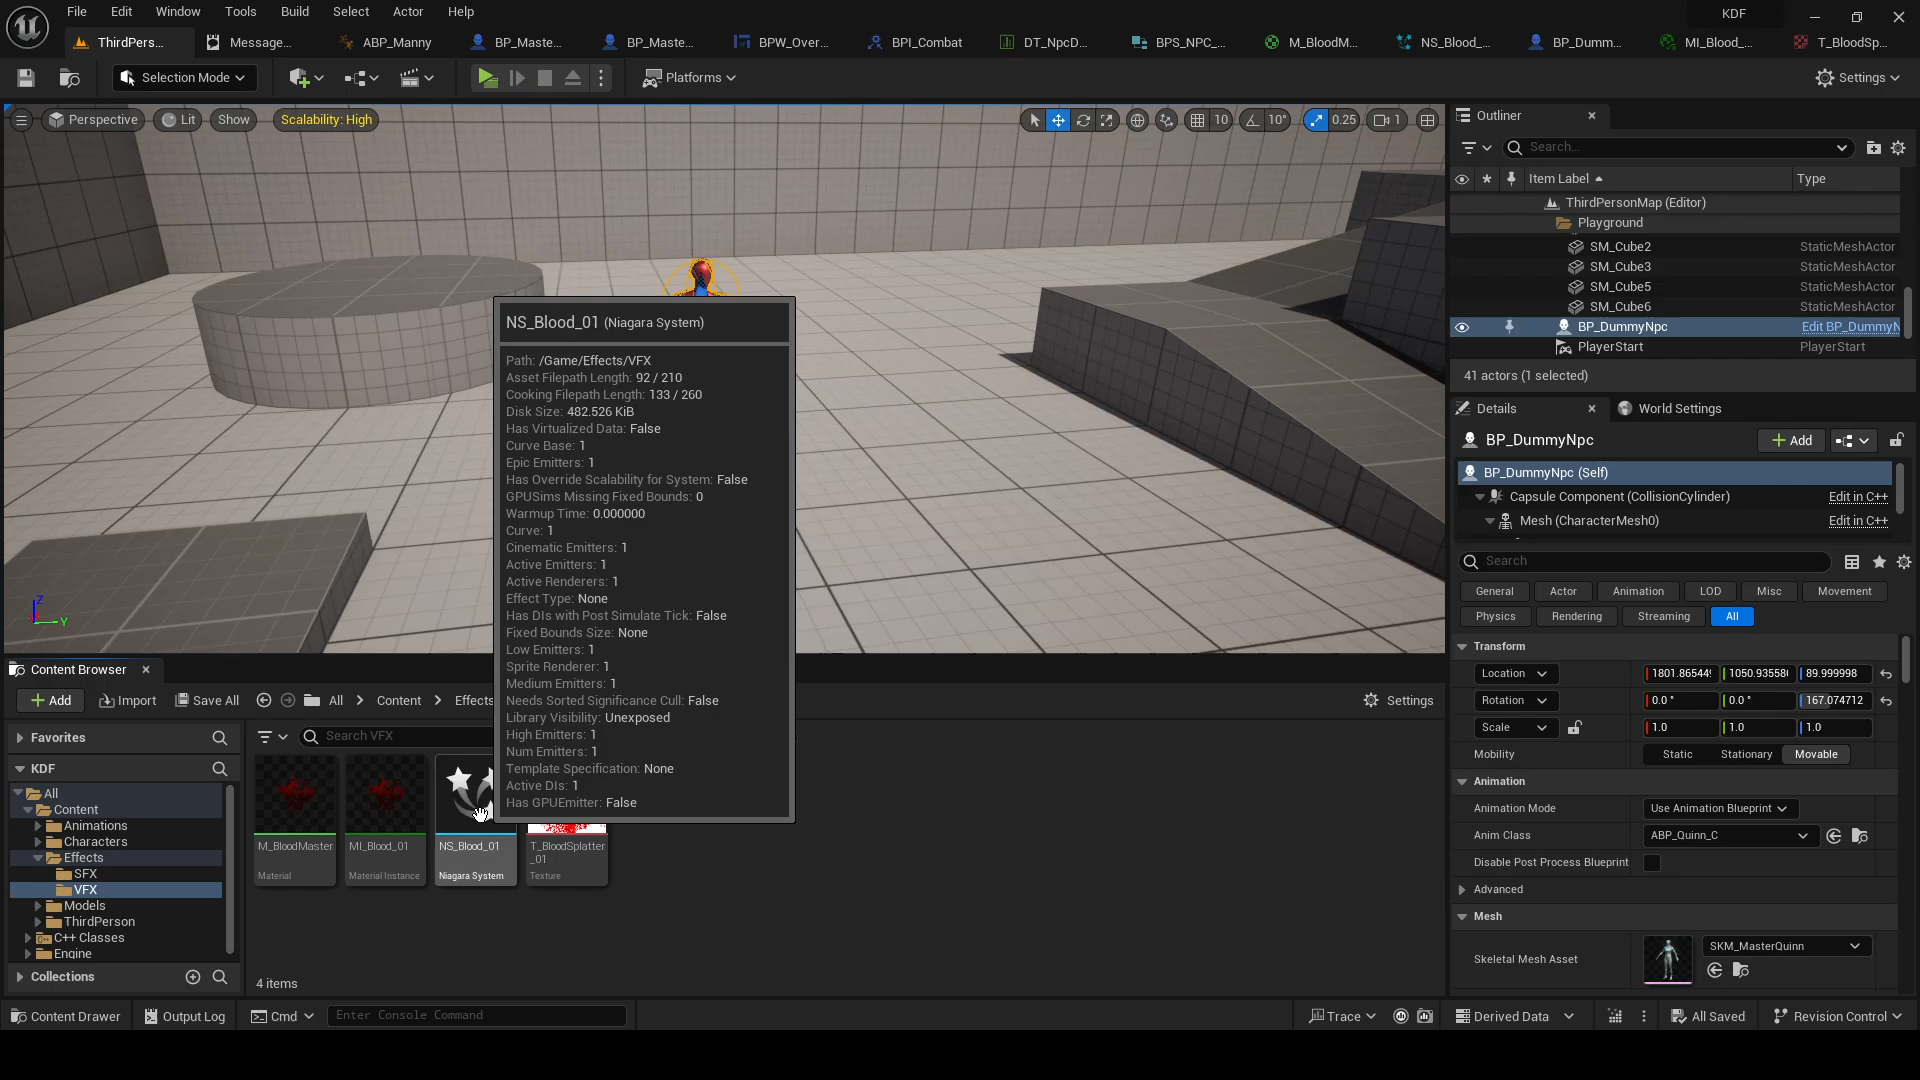 File Edit Window Tools Build Select Actor Help KDF
ThirdPers... Message... ABP_Manny BP_Maste... BP_Maste... BPW_Over... BPI_Combat DT_NpcD... BPS_NPC_... M_BloodM... NS_Blood_... BP_Dumm... MI_Blood_... T_BloodSp...
Selection Mode Platforms Settings
Perspective Lit Show Scalability: High 10 10° 0.25 1
NS_Blood_01 (Niagara System)
Path: /Game/Effects/VFX
Asset Filepath Length: 92 / 210
Cooking Filepath Length: 133 / 260
Disk Size: 482.526 KiB
Has Virtualized Data: False
Curve Base: 1
Epic Emitters: 1
Has Override Scalability for System: False
GPUSims Missing Fixed Bounds: 0
Warmup Time: 0.000000
Curve: 1
Cinematic Emitters: 1
Active Emitters: 1
Active Renderers: 1
Effect Type: None
Has DIs with Post Simulate Tick: False
Fixed Bounds Size: None
Low Emitters: 1
Sprite Renderer: 1
Medium Emitters: 1
Needs Sorted Significance Cull: False
Library Visibility: Unexposed
High Emitters: 1
Num Emitters: 1
Template Specification: None
Active DIs: 1
Has GPUEmitter: False
Z
Y
Outliner
Search...
Item Label Type
ThirdPersonMap (Editor)
Playground
SM_Cube2 StaticMeshActor
SM_Cube3 StaticMeshActor
SM_Cube5 StaticMeshActor
SM_Cube6 StaticMeshActor
BP_DummyNpc Edit BP_DummyN
PlayerStart PlayerStart
41 actors (1 selected)
Details World Settings
BP_DummyNpc Add
BP_DummyNpc (Self)
Capsule Component (CollisionCylinder) Edit in C++
Mesh (CharacterMesh0) Edit in C++
Search
General Actor Animation LOD Misc Movement
Physics Rendering Streaming All
Transform
Location 1801.86544 1050.93558 89.999998
Rotation 0.0 ° 0.0 ° 167.074712
Scale 1.0 1.0 1.0
Mobility Static Stationary Movable
Animation
Animation Mode Use Animation Blueprint
Anim Class ABP_Quinn_C
Disable Post Process Blueprint
Advanced
Mesh
Skeletal Mesh Asset SKM_MasterQuinn
Content Browser
Add Import Save All All Content Effects Settings
Favorites Search VFX
KDF
All
Content
Animations
Characters
Effects
SFX
VFX
Models
ThirdPerson
C++ Classes
Engine
Collections
M_BloodMaster
Material
MI_Blood_01
Material Instance
NS_Blood_01
Niagara System
T_BloodSplatter
_01
Texture
4 items
Content Drawer Output Log Cmd Enter Console Command Trace Derived Data All Saved Revision Control